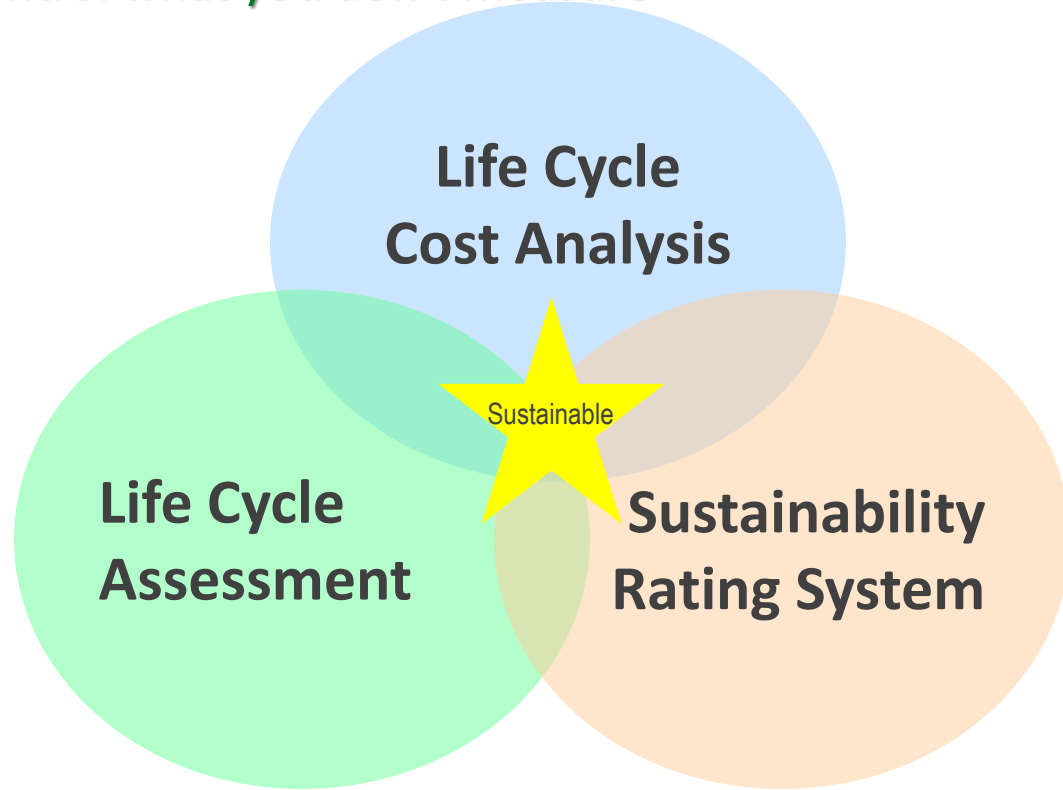 Life Cycle
Cost Analysis
Sustainable
Life Cycle
Assessment
Sustainability
Rating System